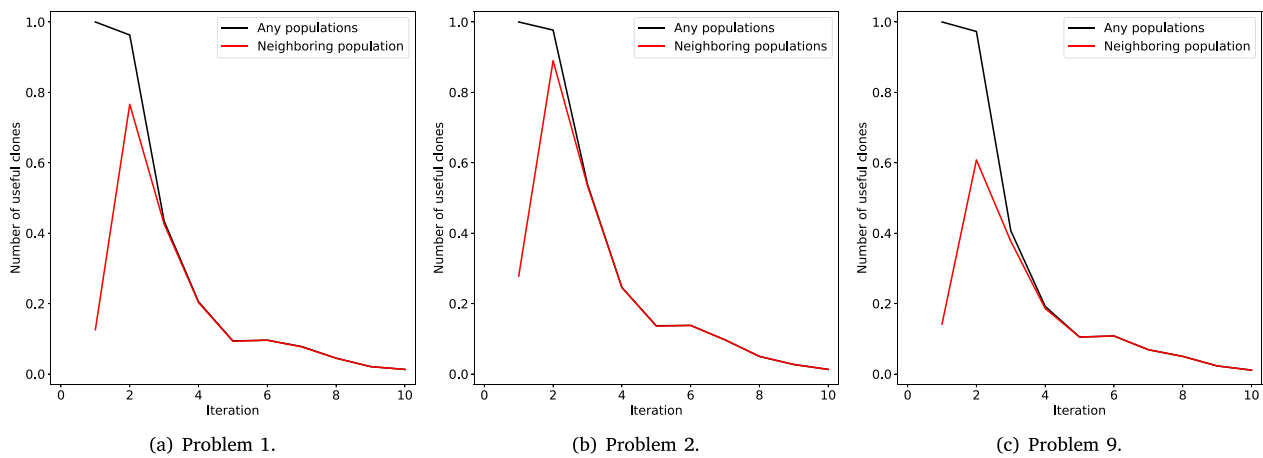 Any populations
Neighboring population
1.0
0.8
0.6
0.4
0.2
0.0
Number of useful clones
0 2 4 6 8 10
Iteration
(a) Problem 1.
Any populations
Neighboring populations
1.0
0.8
0.6
0.4
0.2
0.0
Number of useful clones
0 2 4 6 8 10
Iteration
(b) Problem 2.
Any populations
Neighboring population
1.0
0.8
0.6
0.4
0.2
0.0
Number of useful clones
0 2 4 6 8 10
Iteration
(c) Problem 9.